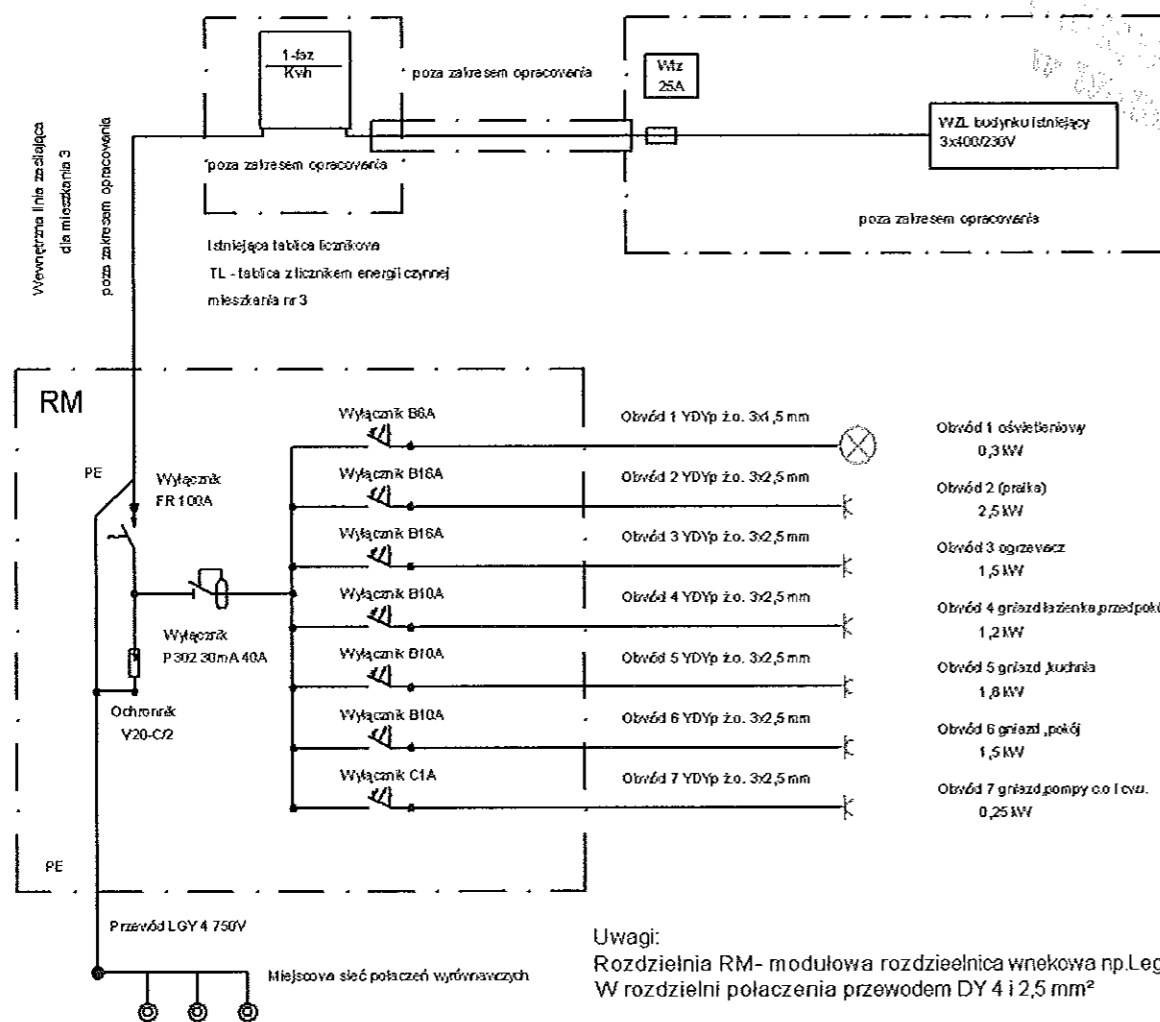 1-faz
Kwh
poza zakresem opracowania
Wtz
25A
WZL budynku istniejący
3x400/230V
poza zakresem opracowania
poza zakresem opracowania
Wewnętrzna linia zasilająca
dla mieszkania 3
poza zakresem opracowania
Istniejąca tablica licznikowa
TL - tablica z licznikem energii czynnej
mieszkania nr 3
RM
PE
Wyłącznik
FR 100A
Wyłącznik
P302 30mA 40A
Ochronnik
V20-C/2
Wyłącznik B6A
Obwód 1 YDYp ż.o. 3x1,5 mm
Obwód 1 oświetleniowy
0,3 kW
Wyłącznik B16A
Obwód 2 YDYp ż.o. 3x2,5 mm
Obwód 2 (pralka)
2,5 kW
Wyłącznik B16A
Obwód 3 YDYp ż.o. 3x2,5 mm
Obwód 3 ogrzewacz
1,5 kW
Wyłącznik B10A
Obwód 4 YDYp ż.o. 3x2,5 mm
Obwód 4 gniazd łazienka,przedpokó
1,2 kW
Wyłącznik B10A
Obwód 5 YDYp ż.o. 3x2,5 mm
Obwód 5 gniazd ,kuchnia
1,8 kW
Wyłącznik B10A
Obwód 6 YDYp ż.o. 3x2,5 mm
Obwód 6 gniazd ,pokój
1,5 kW
Wyłącznik C1A
Obwód 7 YDYp ż.o. 3x2,5 mm
Obwód 7 gniazd,pompy c.o i cwu.
0,25 kW
PE
Przewód LGY 4 750V
Miejscowa sieć połaczeń wyrównawczych
Uwagi:
Rozdzielnia RM- modułowa rozdzieelnica wnekowa np.Leg
W rozdzielni połaczenia przewodem DY 4 i 2,5 mm²